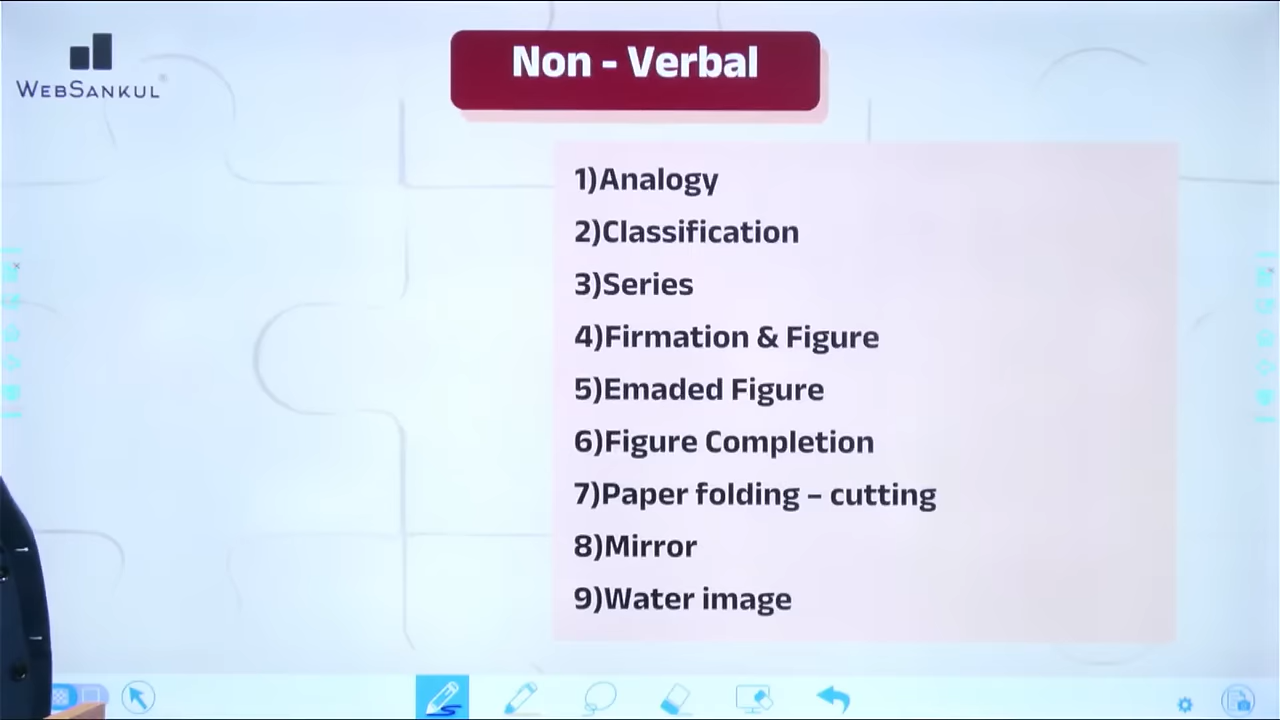 WEBSANKUL
Non - Verbal
1)Analogy
2)Classification
3)Series
4)Firmation & Figure
5)Emaded Figure
6)Figure Completion
7)Paper folding – cutting
8)Mirror
9)Water image